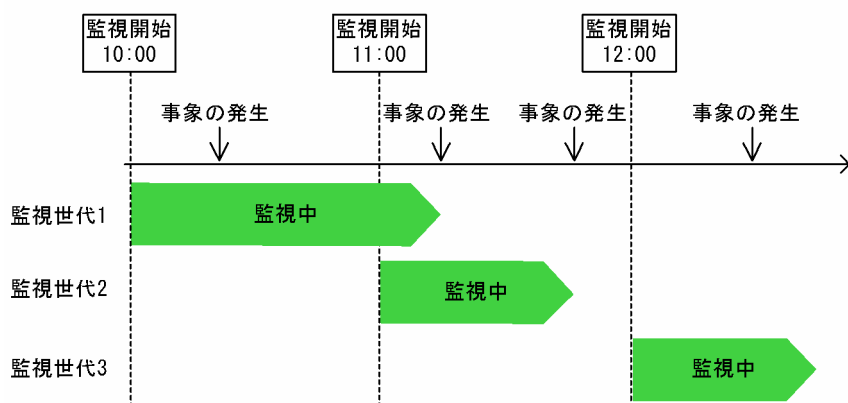 監視開始
10:00
監視開始
11:00
監視開始
12:00
事象の発生
事象の発生
事象の発生
事象の発生
監視世代1
監視中
監視世代2
監視中
監視世代3
監視中